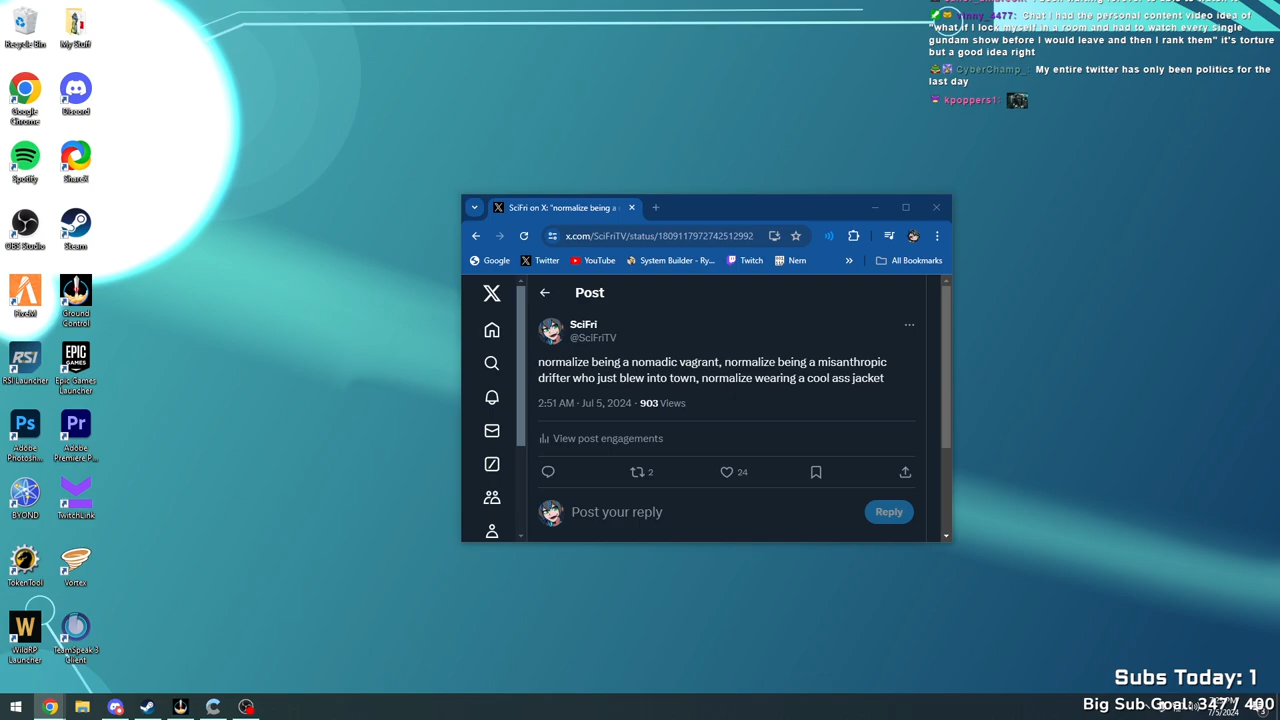 Recycle Bin
My Stuff
Google Chrome
Discord
Spotify
ShareX
OBS Studio
Steam
FiveM
Ground Control
RSI Launcher
Epic Games Launcher
Adobe Photosh...
Adobe Premiere P...
BYOND
TwitchLink
TokenTool
Vortex
WildRP Launcher
TeamSpeak 3 Client
vinny_4477: Chat I had the personal content video idea of
"what if I lock myself in a room and had to watch every single
gundam show before I would leave and then I rank them" it's torture
but a good idea right
CyberChamp_: My entire twitter has only been politics for the
last day
kpoppers1:
SciFri on X: "normalize being a
x.com/SciFriTV/status/1809117972742512992
Google Twitter YouTube System Builder - Ry... Twitch Nem » All Bookmarks
Post
SciFri
@SciFriTV
normalize being a nomadic vagrant, normalize being a misanthropic
drifter who just blew into town, normalize wearing a cool ass jacket
2:51 AM · Jul 5, 2024 · 903 Views
View post engagements
2 24
Post your reply Reply
Subs Today: 1
Big Sub Goal: 347 / 400
7/5/2024